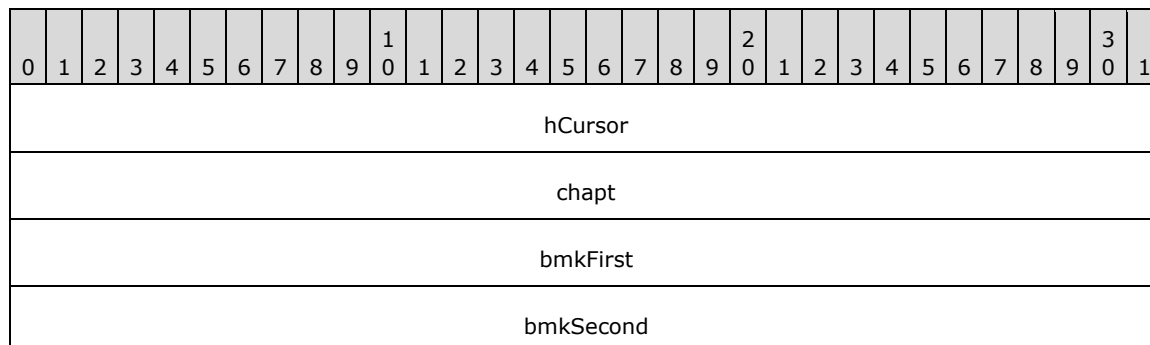 1 2 3
0 1 2 3 4 5 6 7 8 9 0 1 2 3 4 5 6 7 8 9 0 1 2 3 4 5 6 7 8 9 0 1
hCursor
chapt
bmkFirst
bmkSecond